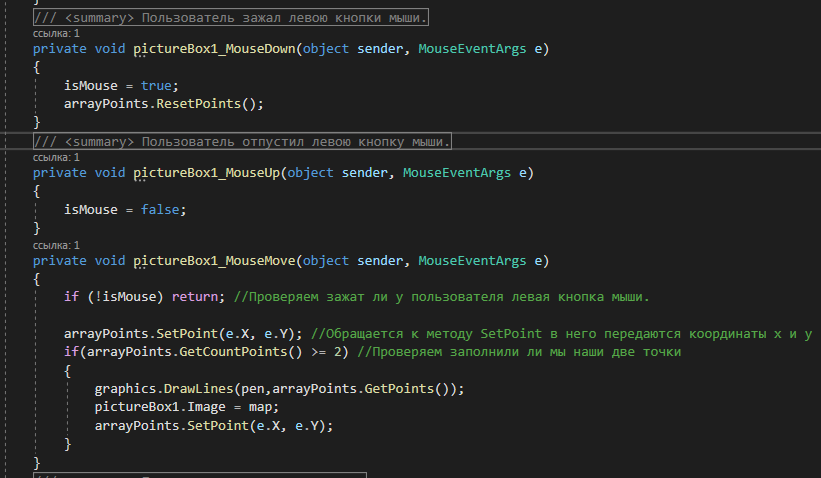 }
/// <summary> Пользователь зажал левою кнопки мыши.
ссылка: 1
private void pictureBox1_MouseDown(object sender, MouseEventArgs e)
{
isMouse = true;
arrayPoints.ResetPoints();
}
/// <summary> Пользователь отпустил левою кнопку мыши.
ссылка: 1
private void pictureBox1_MouseUp(object sender, MouseEventArgs e)
{
isMouse = false;
}
ссылка: 1
private void pictureBox1_MouseMove(object sender, MouseEventArgs e)
{
if (!isMouse) return; //Проверяем зажат ли у пользователя левая кнопка мыши.
arrayPoints.SetPoint(e.X, e.Y); //Обращается к методу SetPoint в него передаются координаты x и y
if(arrayPoints.GetCountPoints() >= 2) //Проверяем заполнили ли мы наши две точки
{
graphics.DrawLines(pen,arrayPoints.GetPoints());
pictureBox1.Image = map;
arrayPoints.SetPoint(e.X, e.Y);
}
}